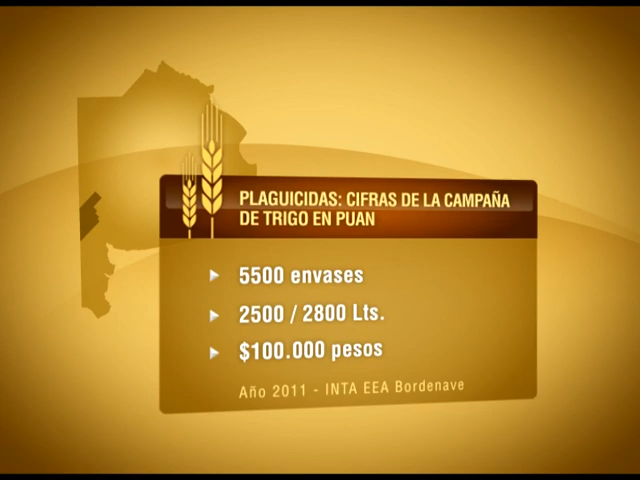 PLAGUICIDAS: CIFRAS DE LA CAMPAÑA
DE TRIGO EN PUAN
5500 envases
2500 / 2800 Lts.
$100.000 pesos
Año 2011 - INTA EEA Bordenave